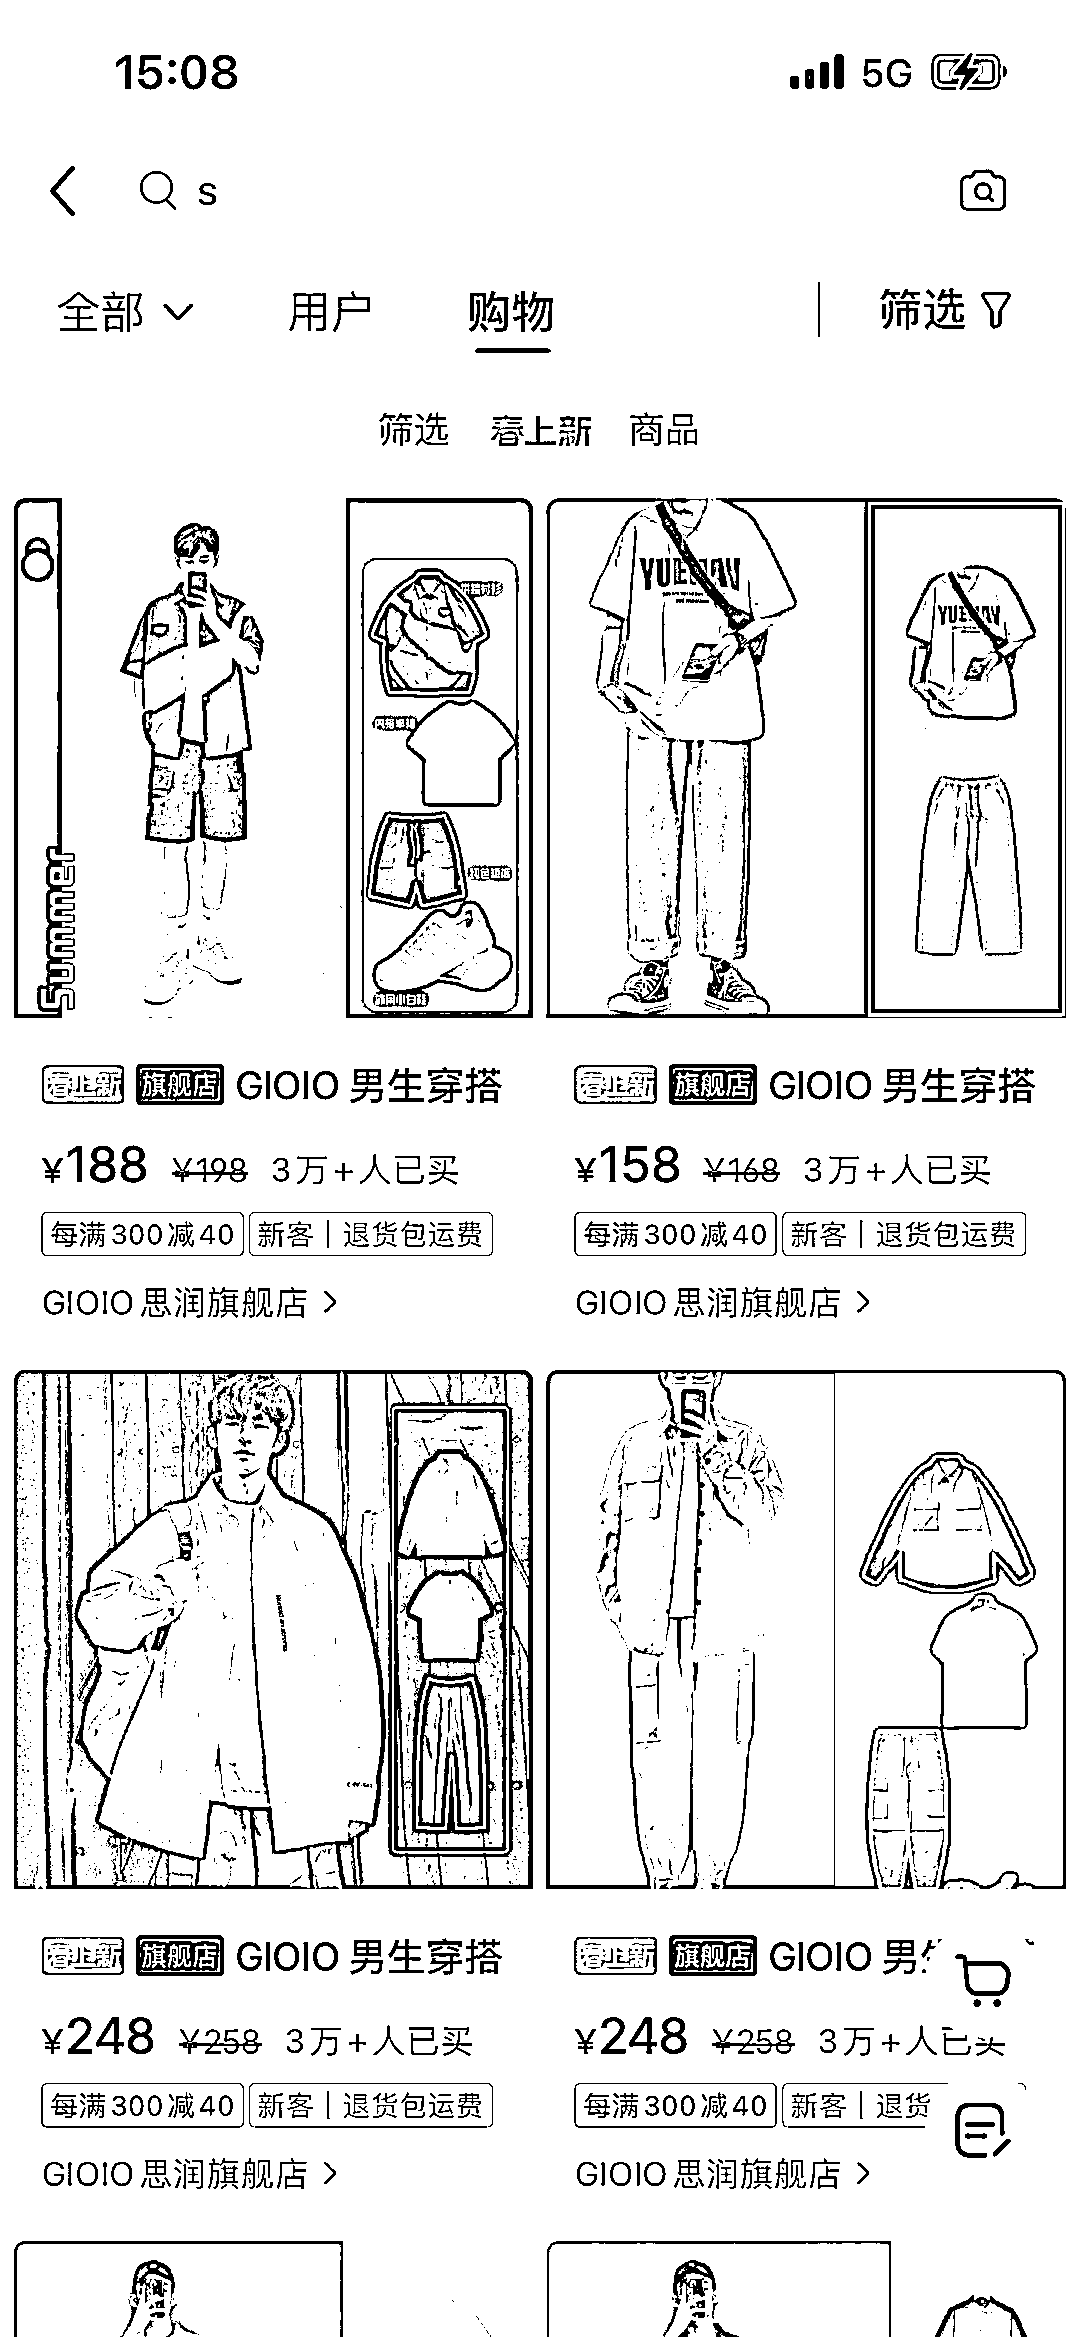 15:08 5G
s
全部 用户 购物 筛选
筛选 春上新 商品
Summer
YUEWAY
YUEWAY
春上新 旗舰店 GIOIO 男生穿搭
¥188 ¥198 3万+人已买
每满300减40 新客 | 退货包运费
GIOIO 思润旗舰店 >
春上新 旗舰店 GIOIO 男生穿搭
¥158 ¥168 3万+人已买
每满300减40 新客 | 退货包运费
GIOIO 思润旗舰店 >
春上新 旗舰店 GIOIO 男生穿搭
¥248 ¥258 3万+人已买
每满300减40 新客 | 退货包运费
GIOIO 思润旗舰店 >
春上新 旗舰店 GIOIO 男
¥248 ¥258 3万+人已买
每满300减40 新客 | 退货
GIOIO 思润旗舰店 >